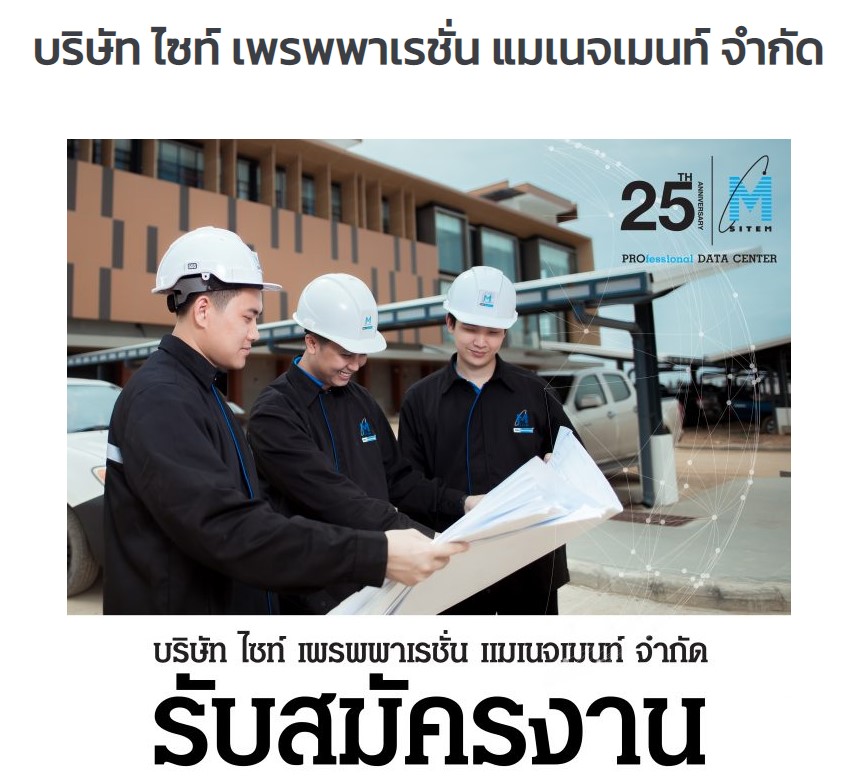 บริษัท ไซท์ เพรพพาเรชั่น แมเนจเมนท์ จำกัด
25TH ANNIVERSARY
M
SITEM
PROfessional DATA CENTER
บริษัท ไซท์ เพรพพาเรชั่น แมเนจเมนท์ จำกัด
รับสมัครงาน